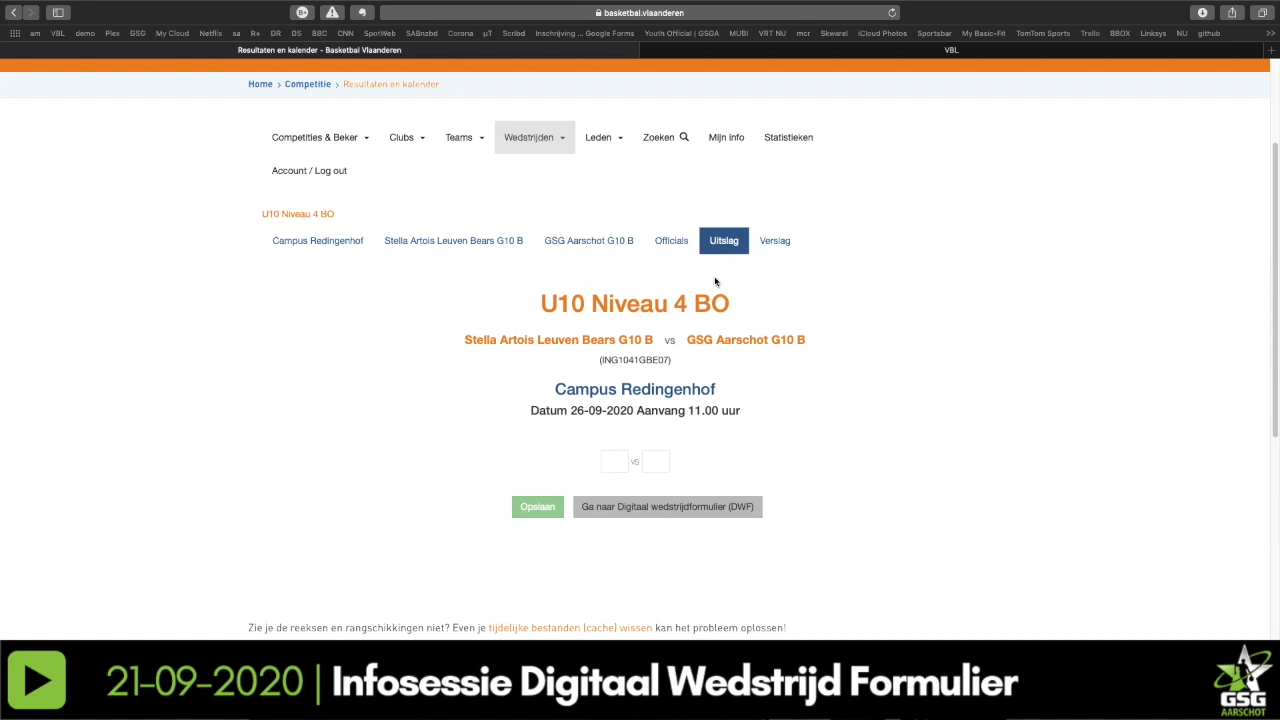 basketbal.vlaanderen
am VBL demo Plex GSG My Cloud Netflix sa R+ DR DS BBC CNN SpotWeb SABnzbd Corona µT Scribd Inschrijving ... Google Forms Youth Official | GSGA MUBI VRT NU mcr Skwarel iCloud Photos Sportsbar My Basic-Fit TomTom Sports Trello BBOX Linksys NU github >>
Resultaten en kalender - Basketbal Vlaanderen VBL
Home > Competitie > Resultaten en kalender
Competities & Beker Clubs Teams Wedstrijden Leden Zoeken Mijn info Statistieken
Account / Log out
U10 Niveau 4 BO
Campus Redingenhof Stella Artois Leuven Bears G10 B GSG Aarschot G10 B Officials Uitslag Verslag
U10 Niveau 4 BO
Stella Artois Leuven Bears G10 B vs GSG Aarschot G10 B
(ING1041GBE07)
Campus Redingenhof
Datum 26-09-2020 Aanvang 11.00 uur
vs
Opslaan Ga naar Digitaal wedstrijdformulier (DWF)
Zie je de reeksen en rangschikkingen niet? Even je tijdelijke bestanden (cache) wissen kan het probleem oplossen!
21-09-2020 | Infosessie Digitaal Wedstrijd Formulier
GSG
AARSCHOT